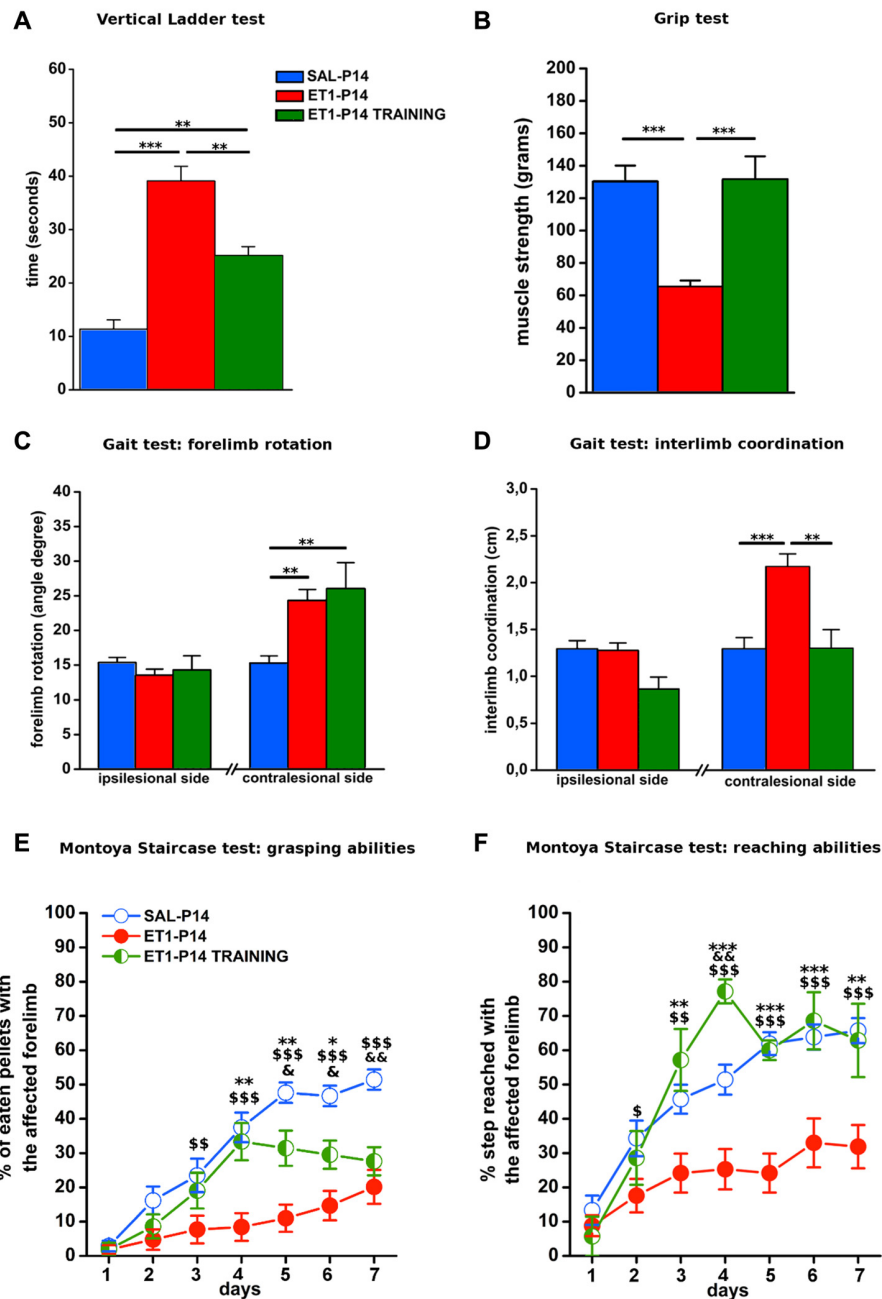 A
Vertical Ladder test
60
50
40
30
20
10
0
time (seconds)
SAL-P14
ET1-P14
ET1-P14 TRAINING
**
*** **
B
Grip test
200
180
160
140
120
100
80
60
40
20
0
muscle strength (grams)
*** ***
C
Gait test: forelimb rotation
40
35
30
25
20
15
10
5
0
forelimb rotation (angle degree)
**
**
ipsilesional side // contralesional side
D
Gait test: interlimb coordination
3,0
2,5
2,0
1,5
1,0
0,5
0,0
interlimb coordination (cm)
*** **
ipsilesional side // contralesional side
E
Montoya Staircase test: grasping abilities
100
90
80
70
60
50
40
30
20
10
0
% of eaten pellets with
the affected forelimb
SAL-P14
ET1-P14
ET1-P14 TRAINING
$$
**
$$$
**
$$$
&
*
$$$
&
$$$
&&
1 2 3 4 5 6 7
days
F
Montoya Staircase test: reaching abilities
100
90
80
70
60
50
40
30
20
10
0
% step reached with
the affected forelimb
$
**
$$
***
&&
$$$
***
$$$
***
$$$
**
$$$
1 2 3 4 5 6 7
days